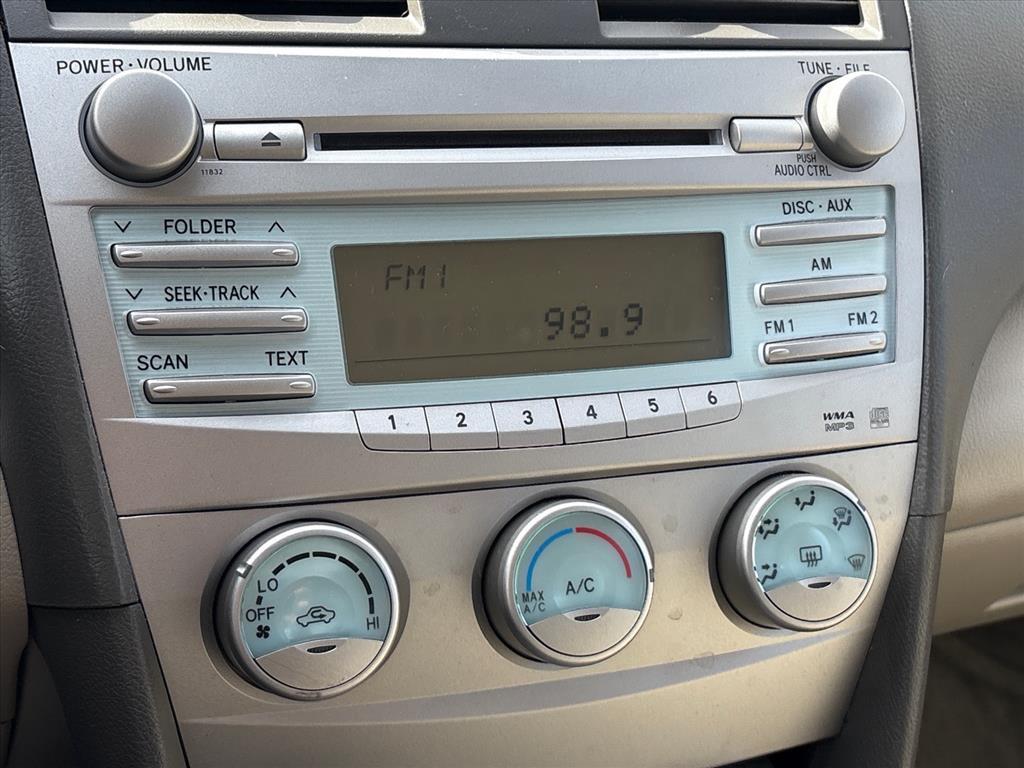 POWER · VOLUME
TUNE · FILE
11832
PUSH
AUDIO CTRL
FOLDER
DISC · AUX
SEEK·TRACK
AM
SCAN
TEXT
FM1
FM2
FM1
98.9
1 2 3 4 5 6
WMA
MP3
LO
OFF
HI
MAX
A/C
A/C